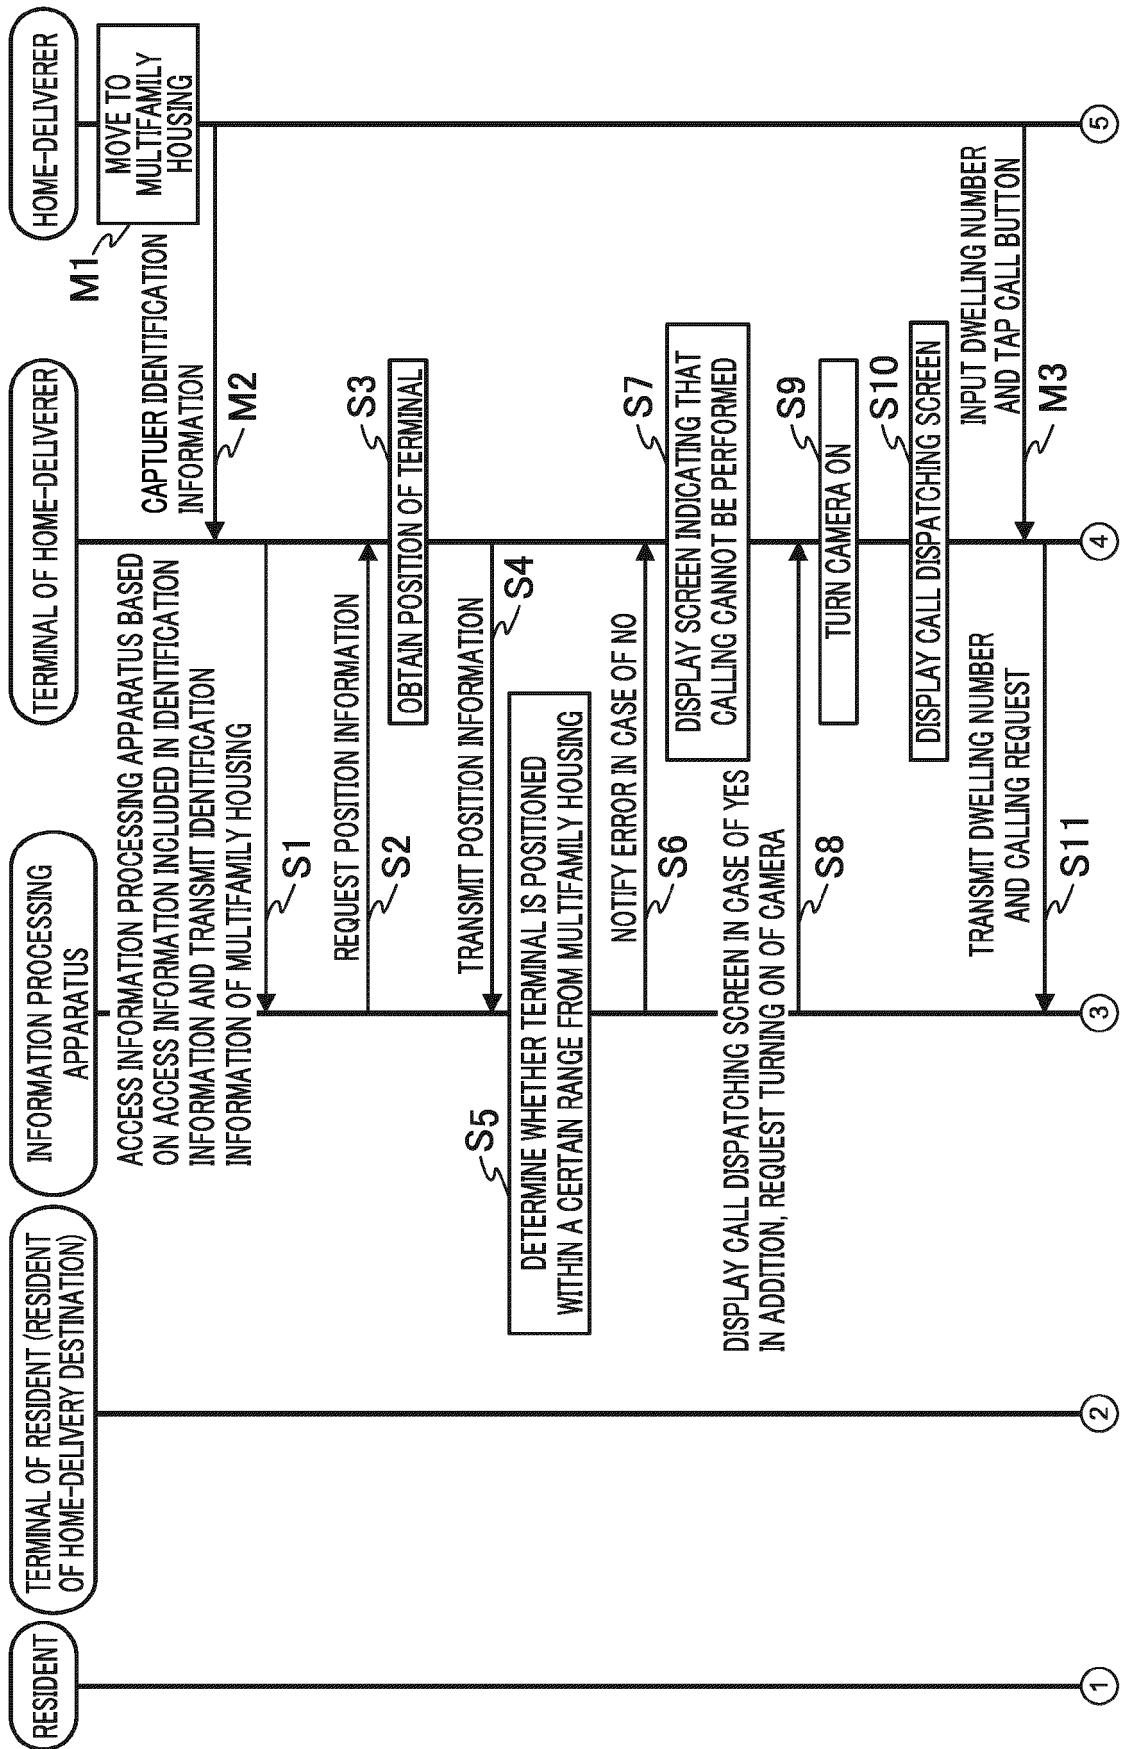 RESIDENT
TERMINAL OF RESIDENT (RESIDENT
OF HOME-DELIVERY DESTINATION)
INFORMATION PROCESSING
APPARATUS
TERMINAL OF HOME-DELIVERER
HOME-DELIVERER
M1
MOVE TO
MULTIFAMILY
HOUSING
CAPTUER IDENTIFICATION
INFORMATION
M2
ACCESS INFORMATION PROCESSING APPARATUS BASED
ON ACCESS INFORMATION INCLUDED IN IDENTIFICATION
INFORMATION AND TRANSMIT IDENTIFICATION
INFORMATION OF MULTIFAMILY HOUSING
S1
REQUEST POSITION INFORMATION
S2
S3
OBTAIN POSITION OF TERMINAL
TRANSMIT POSITION INFORMATION
S4
S5
DETERMINE WHETHER TERMINAL IS POSITIONED
WITHIN A CERTAIN RANGE FROM MULTIFAMILY HOUSING
NOTIFY ERROR IN CASE OF NO
S6
S7
DISPLAY SCREEN INDICATING THAT
CALLING CANNOT BE PERFORMED
DISPLAY CALL DISPATCHING SCREEN IN CASE OF YES
IN ADDITION, REQUEST TURNING ON OF CAMERA
S8
S9
TURN CAMERA ON
S10
DISPLAY CALL DISPATCHING SCREEN
INPUT DWELLING NUMBER
AND TAP CALL BUTTON
M3
TRANSMIT DWELLING NUMBER
AND CALLING REQUEST
S11
1
2
3
4
5